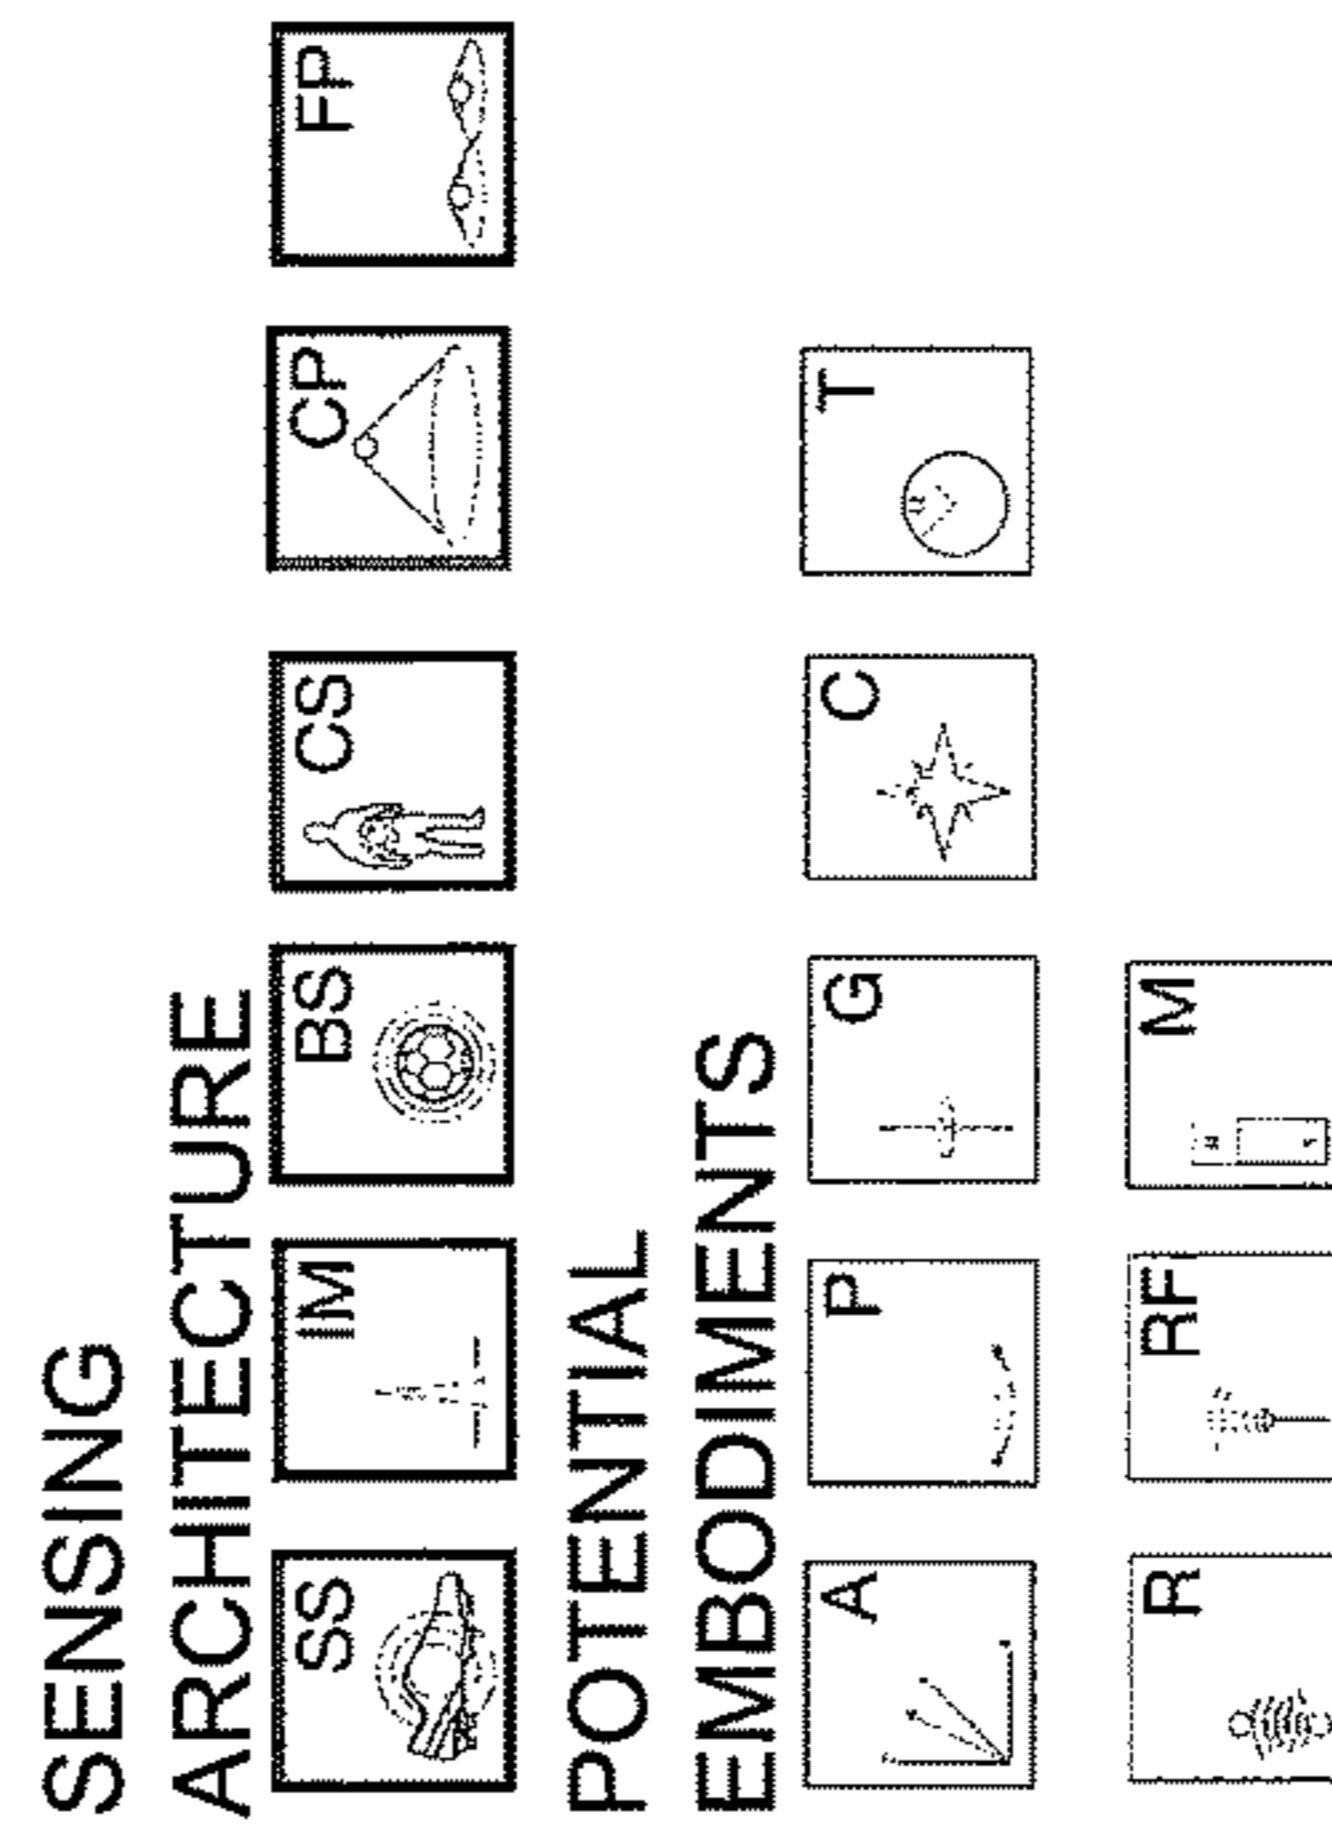 SENSING
ARCHITECTURE
SS IM BS CS CP FP
POTENTIAL
EMBODIMENTS
A P G C T
R RF M